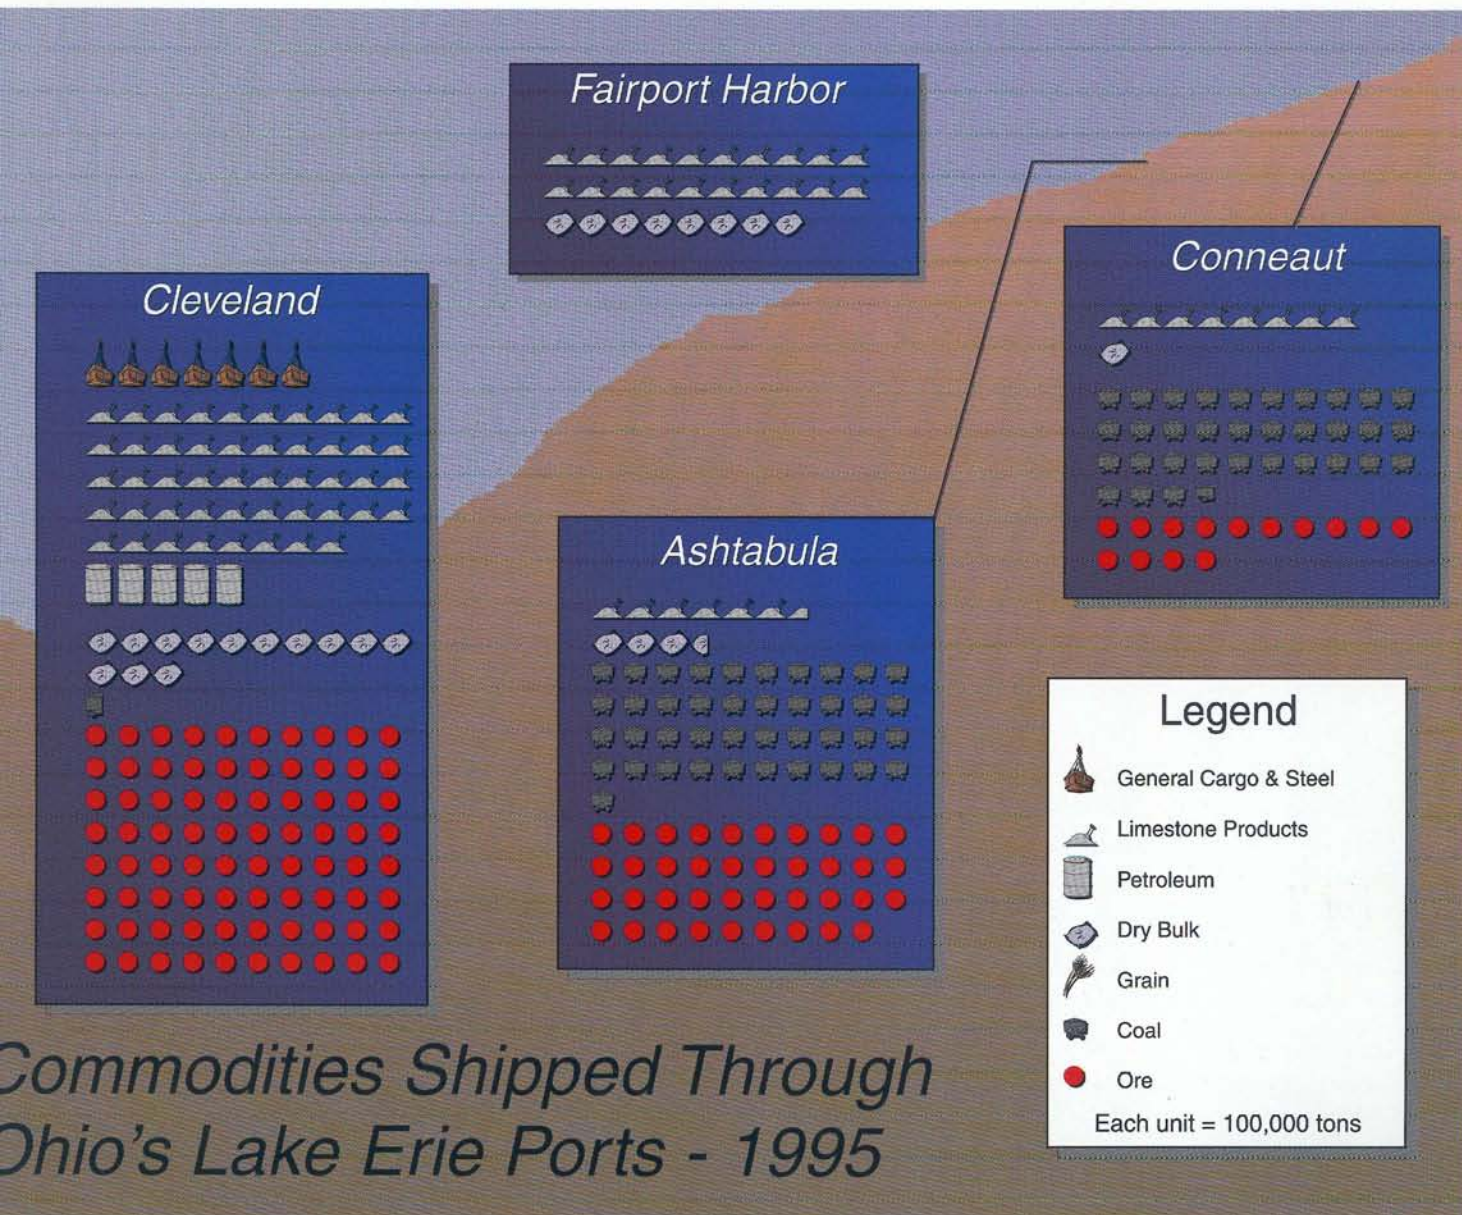 Fairport Harbor
Conneaut
Cleveland
Ashtabula
Legend
General Cargo & Steel
Limestone Products
Petroleum
Dry Bulk
Grain
Coal
Ore
Each unit = 100,000 tons
Commodities Shipped Through
Ohio's Lake Erie Ports - 1995